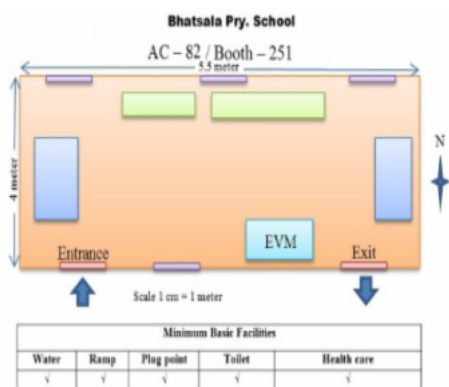 Bhatsala Pry. School
AC – 82 / Booth – 251
5.5 meter
4 meter
N
EVM
Entrance
Exit
Scale 1 cm = 1 meter
Minimum Basic Facilities
Water Ramp Plug point Toilet Health care
√ √ √ √ √